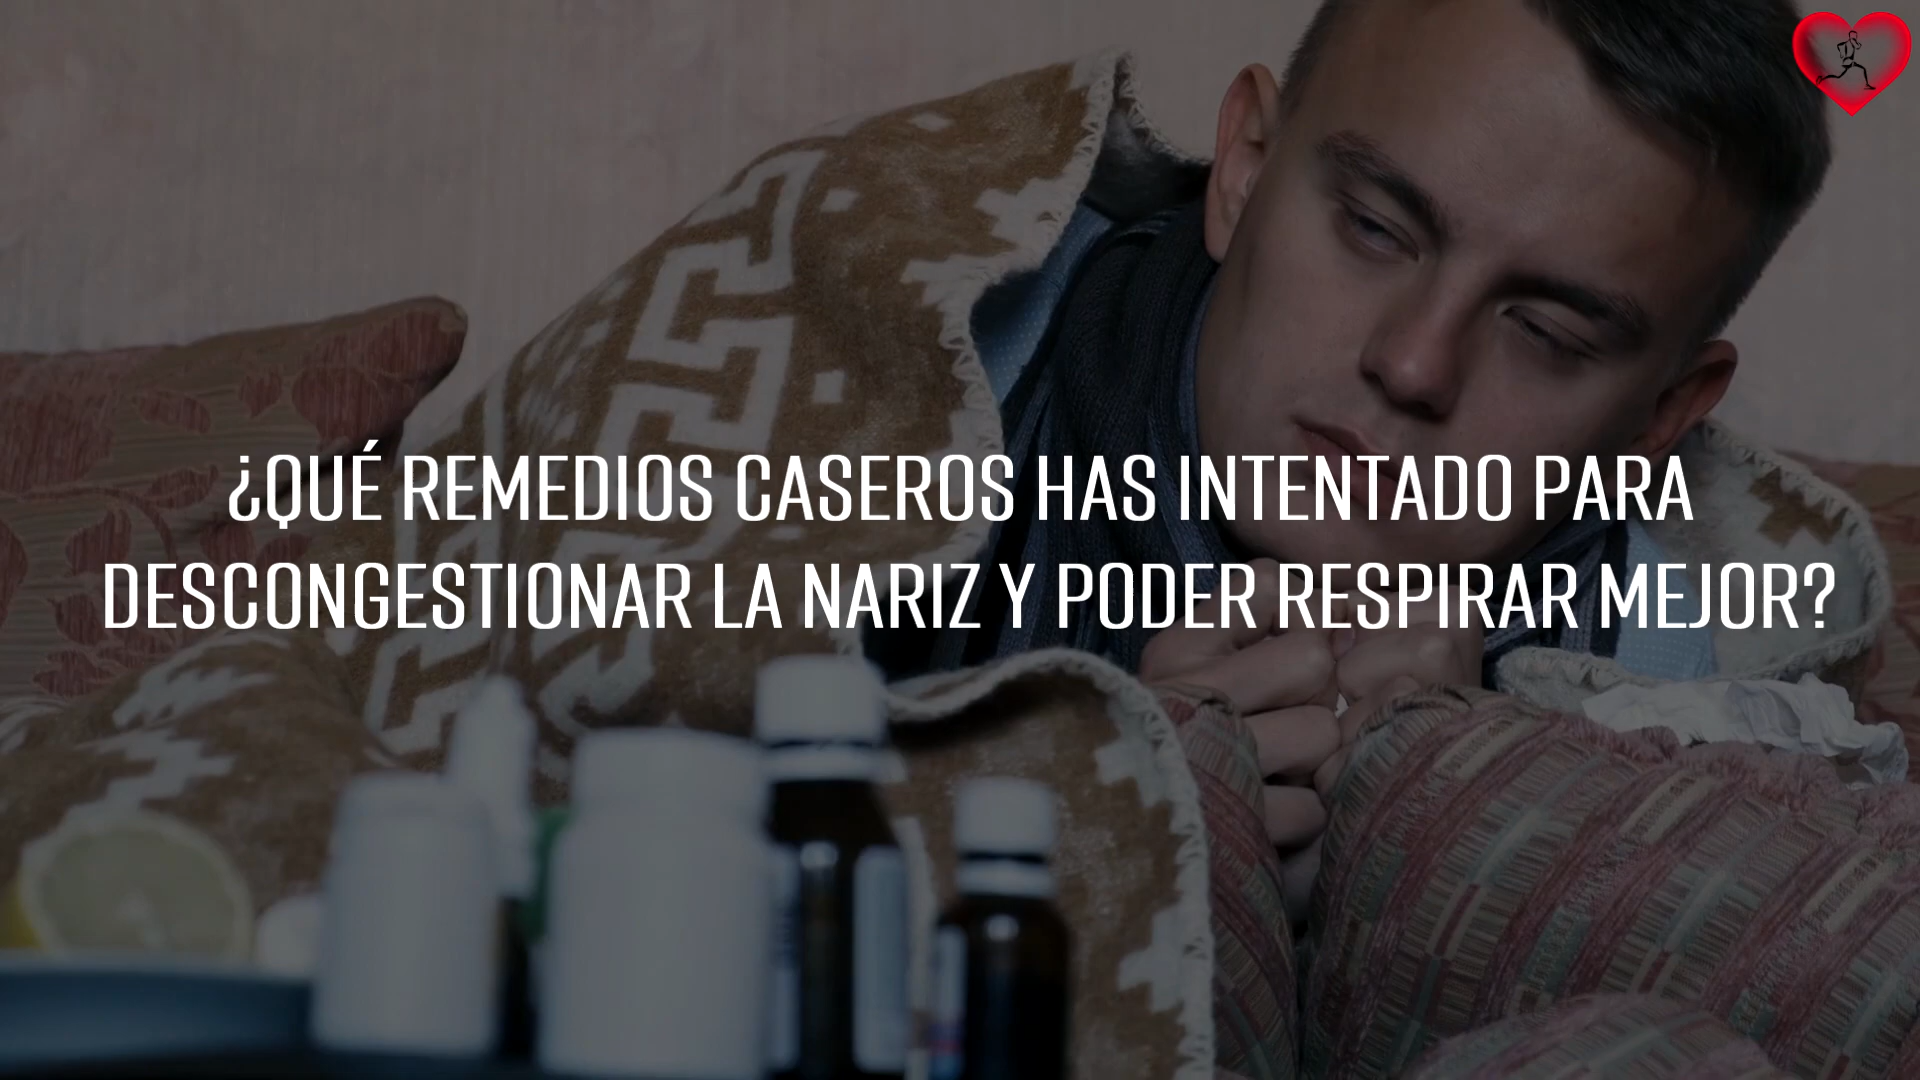 ¿QUÉ REMEDIOS CASEROS HAS INTENTADO PARA
DESCONGESTIONAR LA NARIZ Y PODER RESPIRAR MEJOR?